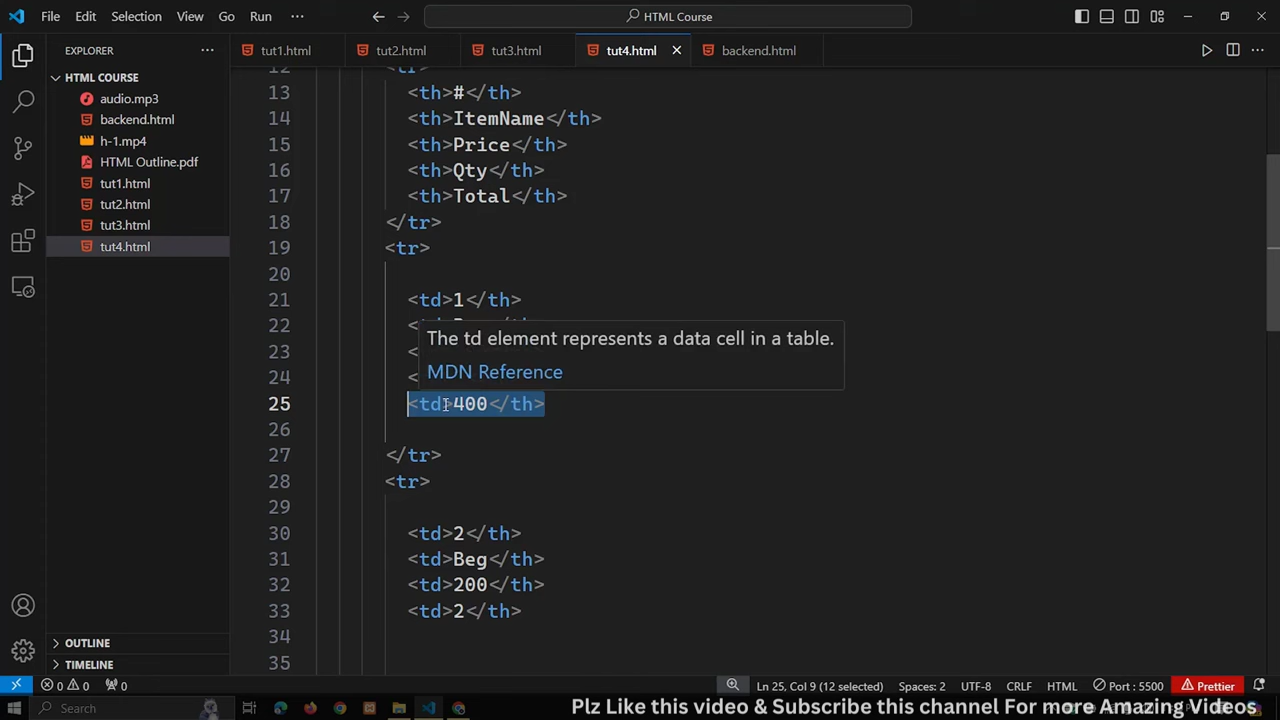 File Edit Selection View Go Run ··· HTML Course
EXPLORER ···
HTML COURSE
audio.mp3
backend.html
h-1.mp4
HTML Outline.pdf
tut1.html
tut2.html
tut3.html
tut4.html
OUTLINE
TIMELINE
tut1.html tut2.html tut3.html tut4.html backend.html
12 <tr>
13 <th>#</th>
14 <th>ItemName</th>
15 <th>Price</th>
16 <th>Qty</th>
17 <th>Total</th>
18 </tr>
19 <tr>
20
21 <td>1</th>
22
23 <
24 <
25 <td>400</th>
26
27 </tr>
28 <tr>
29
30 <td>2</th>
31 <td>Beg</th>
32 <td>200</th>
33 <td>2</th>
34
35
The td element represents a data cell in a table.
MDN Reference
0 0 0 Ln 25, Col 9 (12 selected) Spaces: 2 UTF-8 CRLF HTML Port : 5500 Prettier
Search
Plz Like this video & Subscribe this channel For more Amazing Videos